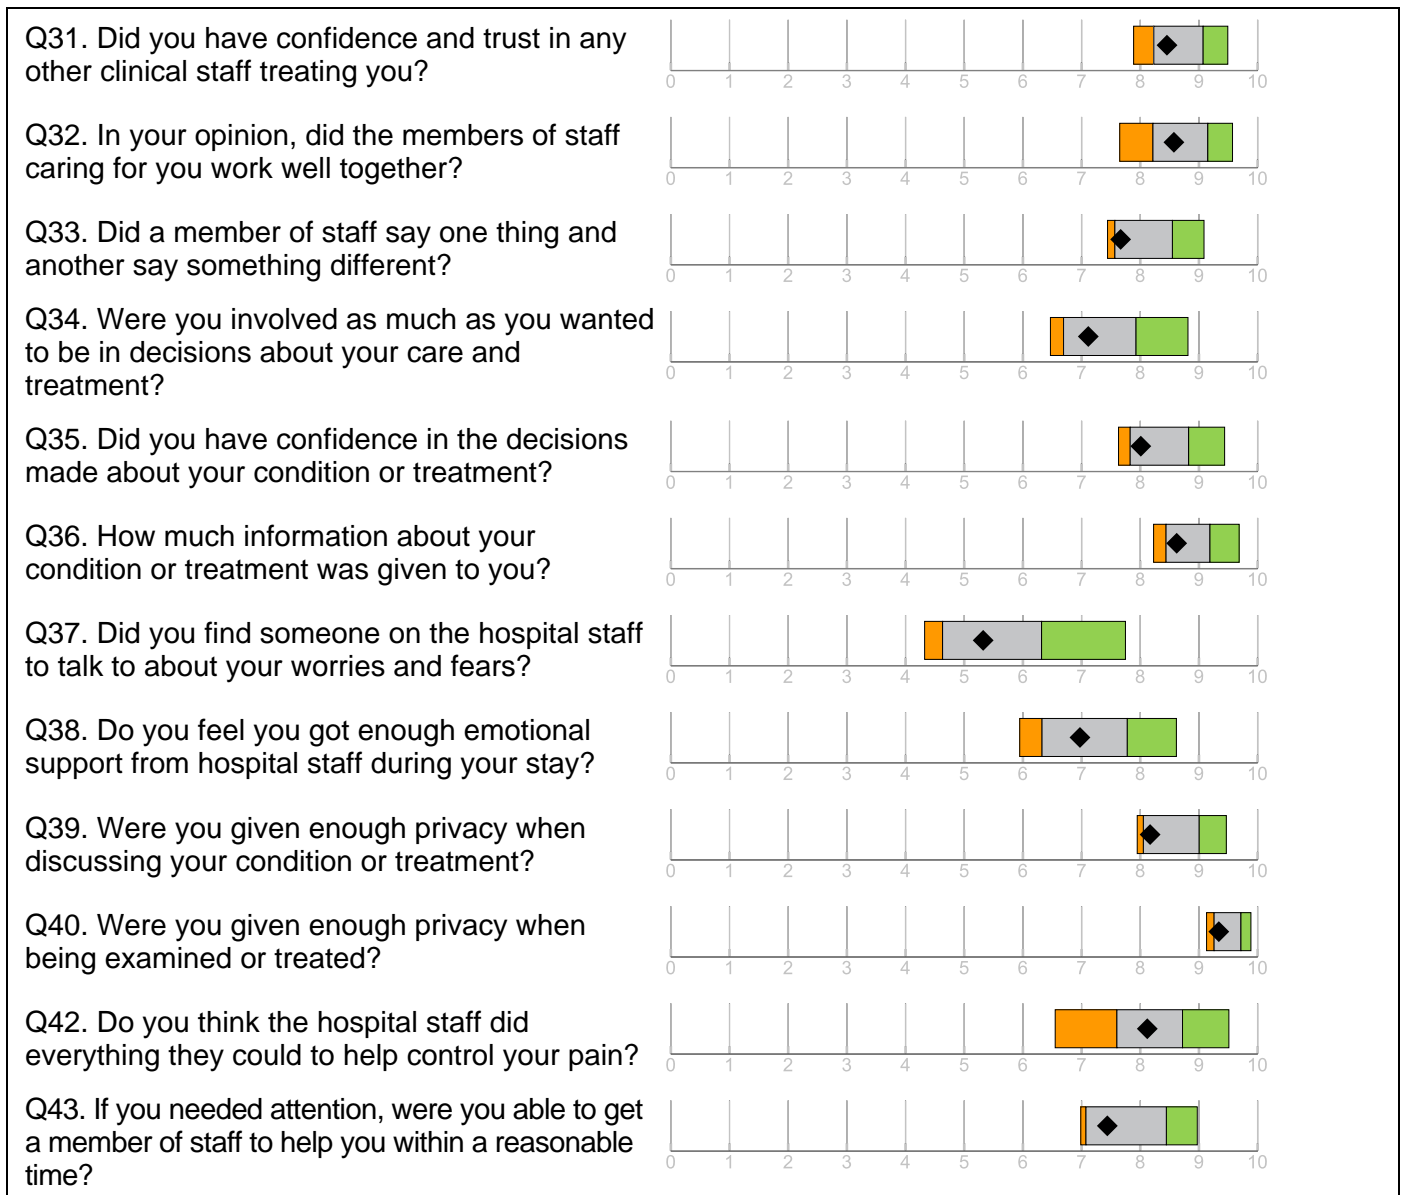 Q31. Did you have confidence and trust in any
other clinical staff treating you?
0 1 2 3 4 5 6 7 8 9 10
Q32. In your opinion, did the members of staff
caring for you work well together?
0 1 2 3 4 5 6 7 8 9 10
Q33. Did a member of staff say one thing and
another say something different?
0 1 2 3 4 5 6 7 8 9 10
Q34. Were you involved as much as you wanted
to be in decisions about your care and
treatment?
0 1 2 3 4 5 6 7 8 9 10
Q35. Did you have confidence in the decisions
made about your condition or treatment?
0 1 2 3 4 5 6 7 8 9 10
Q36. How much information about your
condition or treatment was given to you?
0 1 2 3 4 5 6 7 8 9 10
Q37. Did you find someone on the hospital staff
to talk to about your worries and fears?
0 1 2 3 4 5 6 7 8 9 10
Q38. Do you feel you got enough emotional
support from hospital staff during your stay?
0 1 2 3 4 5 6 7 8 9 10
Q39. Were you given enough privacy when
discussing your condition or treatment?
0 1 2 3 4 5 6 7 8 9 10
Q40. Were you given enough privacy when
being examined or treated?
0 1 2 3 4 5 6 7 8 9 10
Q42. Do you think the hospital staff did
everything they could to help control your pain?
0 1 2 3 4 5 6 7 8 9 10
Q43. If you needed attention, were you able to get
a member of staff to help you within a reasonable
time?
0 1 2 3 4 5 6 7 8 9 10